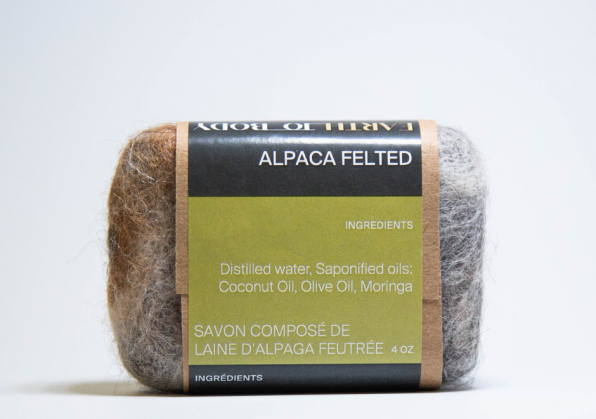 EARTH TO BODY
ALPACA FELTED
INGREDIENTS
Distilled water, Saponified oils:
Coconut Oil, Olive Oil, Moringa
SAVON COMPOSÉ DE
LAINE D'ALPAGA FEUTRÉE 4 OZ
INGRÉDIENTS